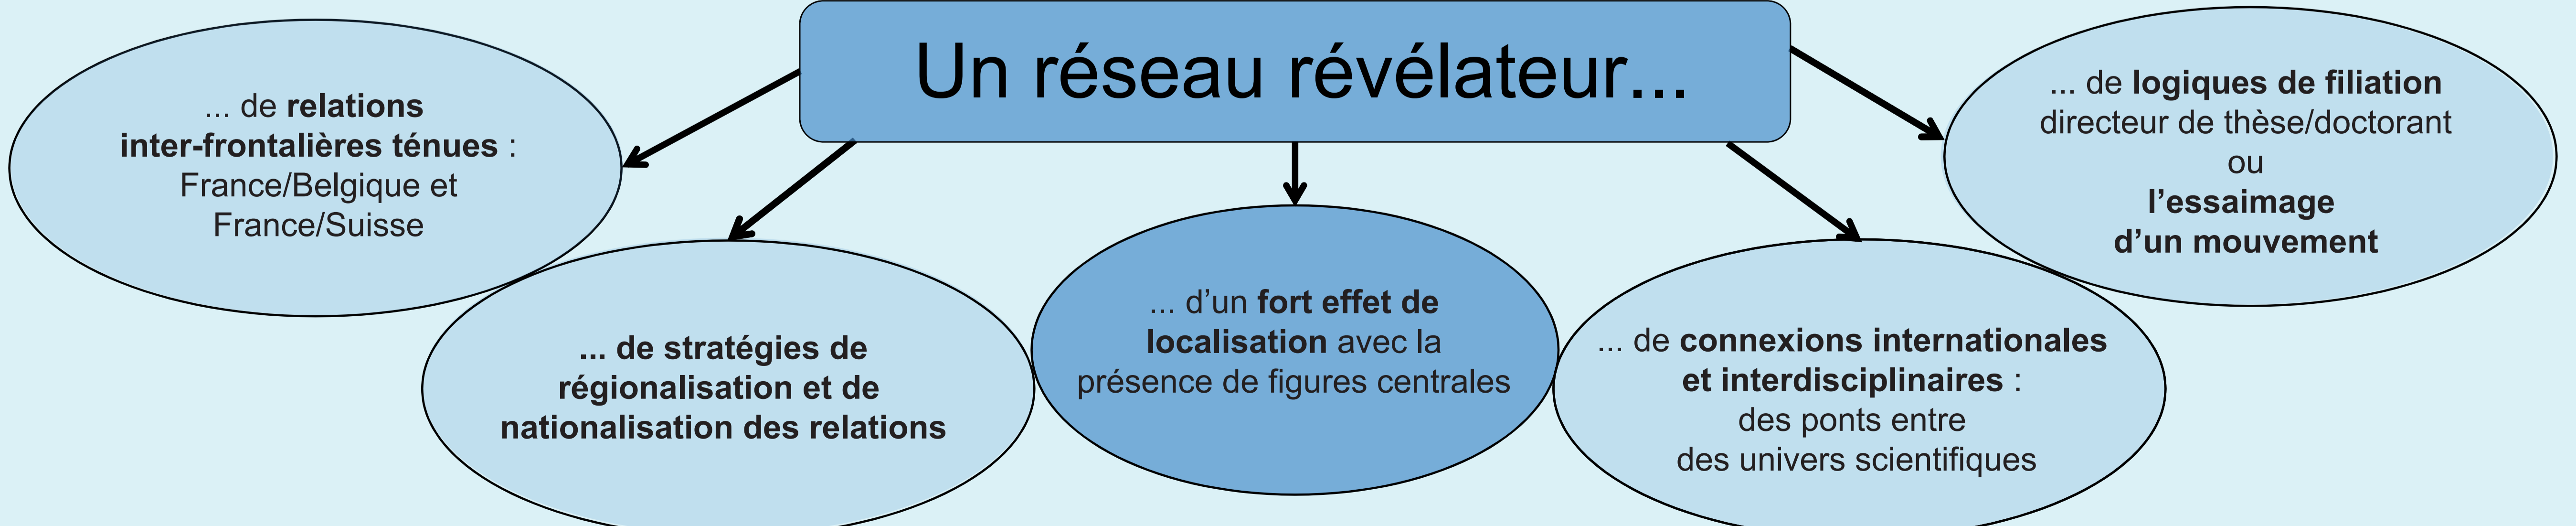 Un réseau révélateur...
... de relations
inter-frontalières ténues :
France/Belgique et
France/Suisse
... de stratégies de
régionalisation et de
nationalisation des relations
... d’un fort effet de
localisation avec la
présence de figures centrales
... de connexions internationales
et interdisciplinaires :
des ponts entre
des univers scientifiques
... de logiques de filiation
directeur de thèse/doctorant
ou
l’essaimage
d’un mouvement